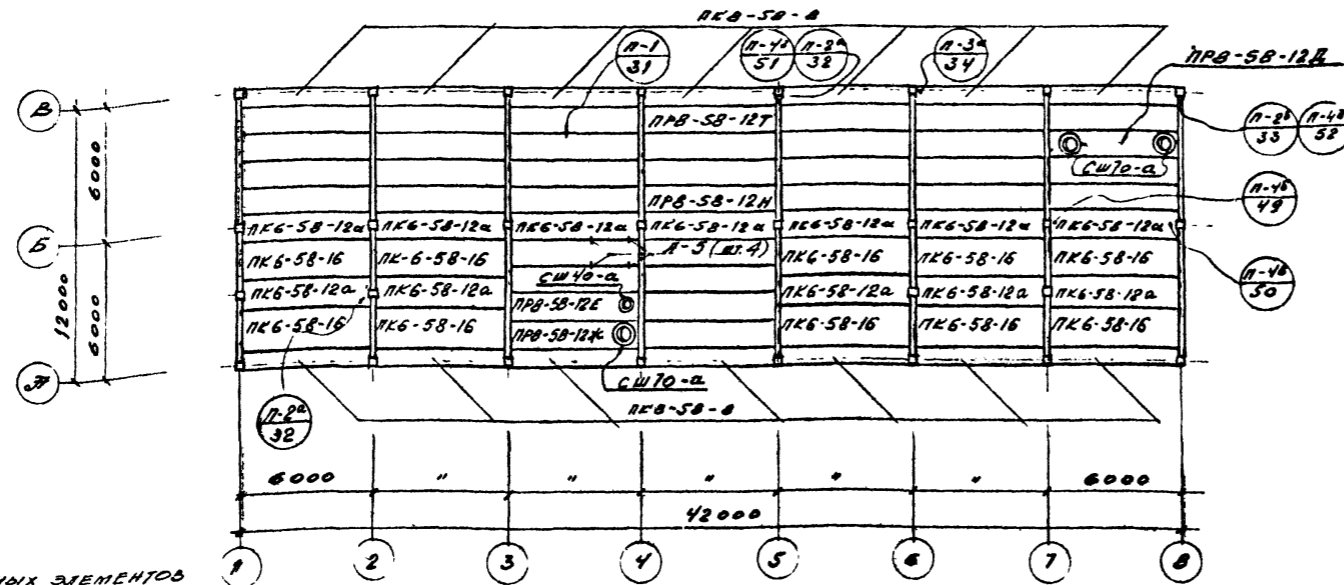 ПК8-58-8
П-1
31
П-4б
51
П-2а
32
П-3а
34
ПР8-58-12Д
В
ПР8-58-12Т
П-2б
33
П-4в
52
СШ70-а
6000
П-4б
49
ПР8-58-12Н
ПК6-58-12а ПК6-58-12а ПК6-58-12а ПК6-58-12а ПК6-58-12а ПК6-58-12а ПК6-58-12а
Б
А-5 (шт.4)
ПК6-58-16 ПК-6-58-16 ПК6-58-16 ПК6-58-16 ПК6-58-16
СШ40-а
П-4б
50
12000
ПК6-58-12а ПК6-58-12а ПК6-58-12а ПК6-58-12а ПК6-58-12а
ПР8-58-12Е
6000
ПК6-58-16 ПК6-58-16 ПК6-58-16 ПК6-58-16 ПК6-58-16
ПР8-58-12Ж
СШ70-а
ПК8-58-8
П-2а
32
6000 " " " " " 6000
42000
1 2 3 4 5 6 7 8
НЫХ ЭЛЕМЕНТОВ